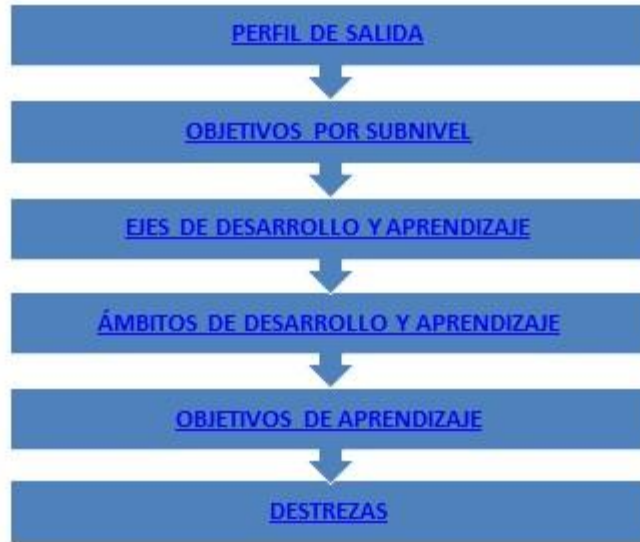 PERFIL DE SALIDA
OBJETIVOS POR SUBNIVEL
EJES DE DESARROLLO Y APRENDIZAJE
ÁMBITOS DE DESARROLLO Y APRENDIZAJE
OBJETIVOS DE APRENDIZAJE
DESTREZAS